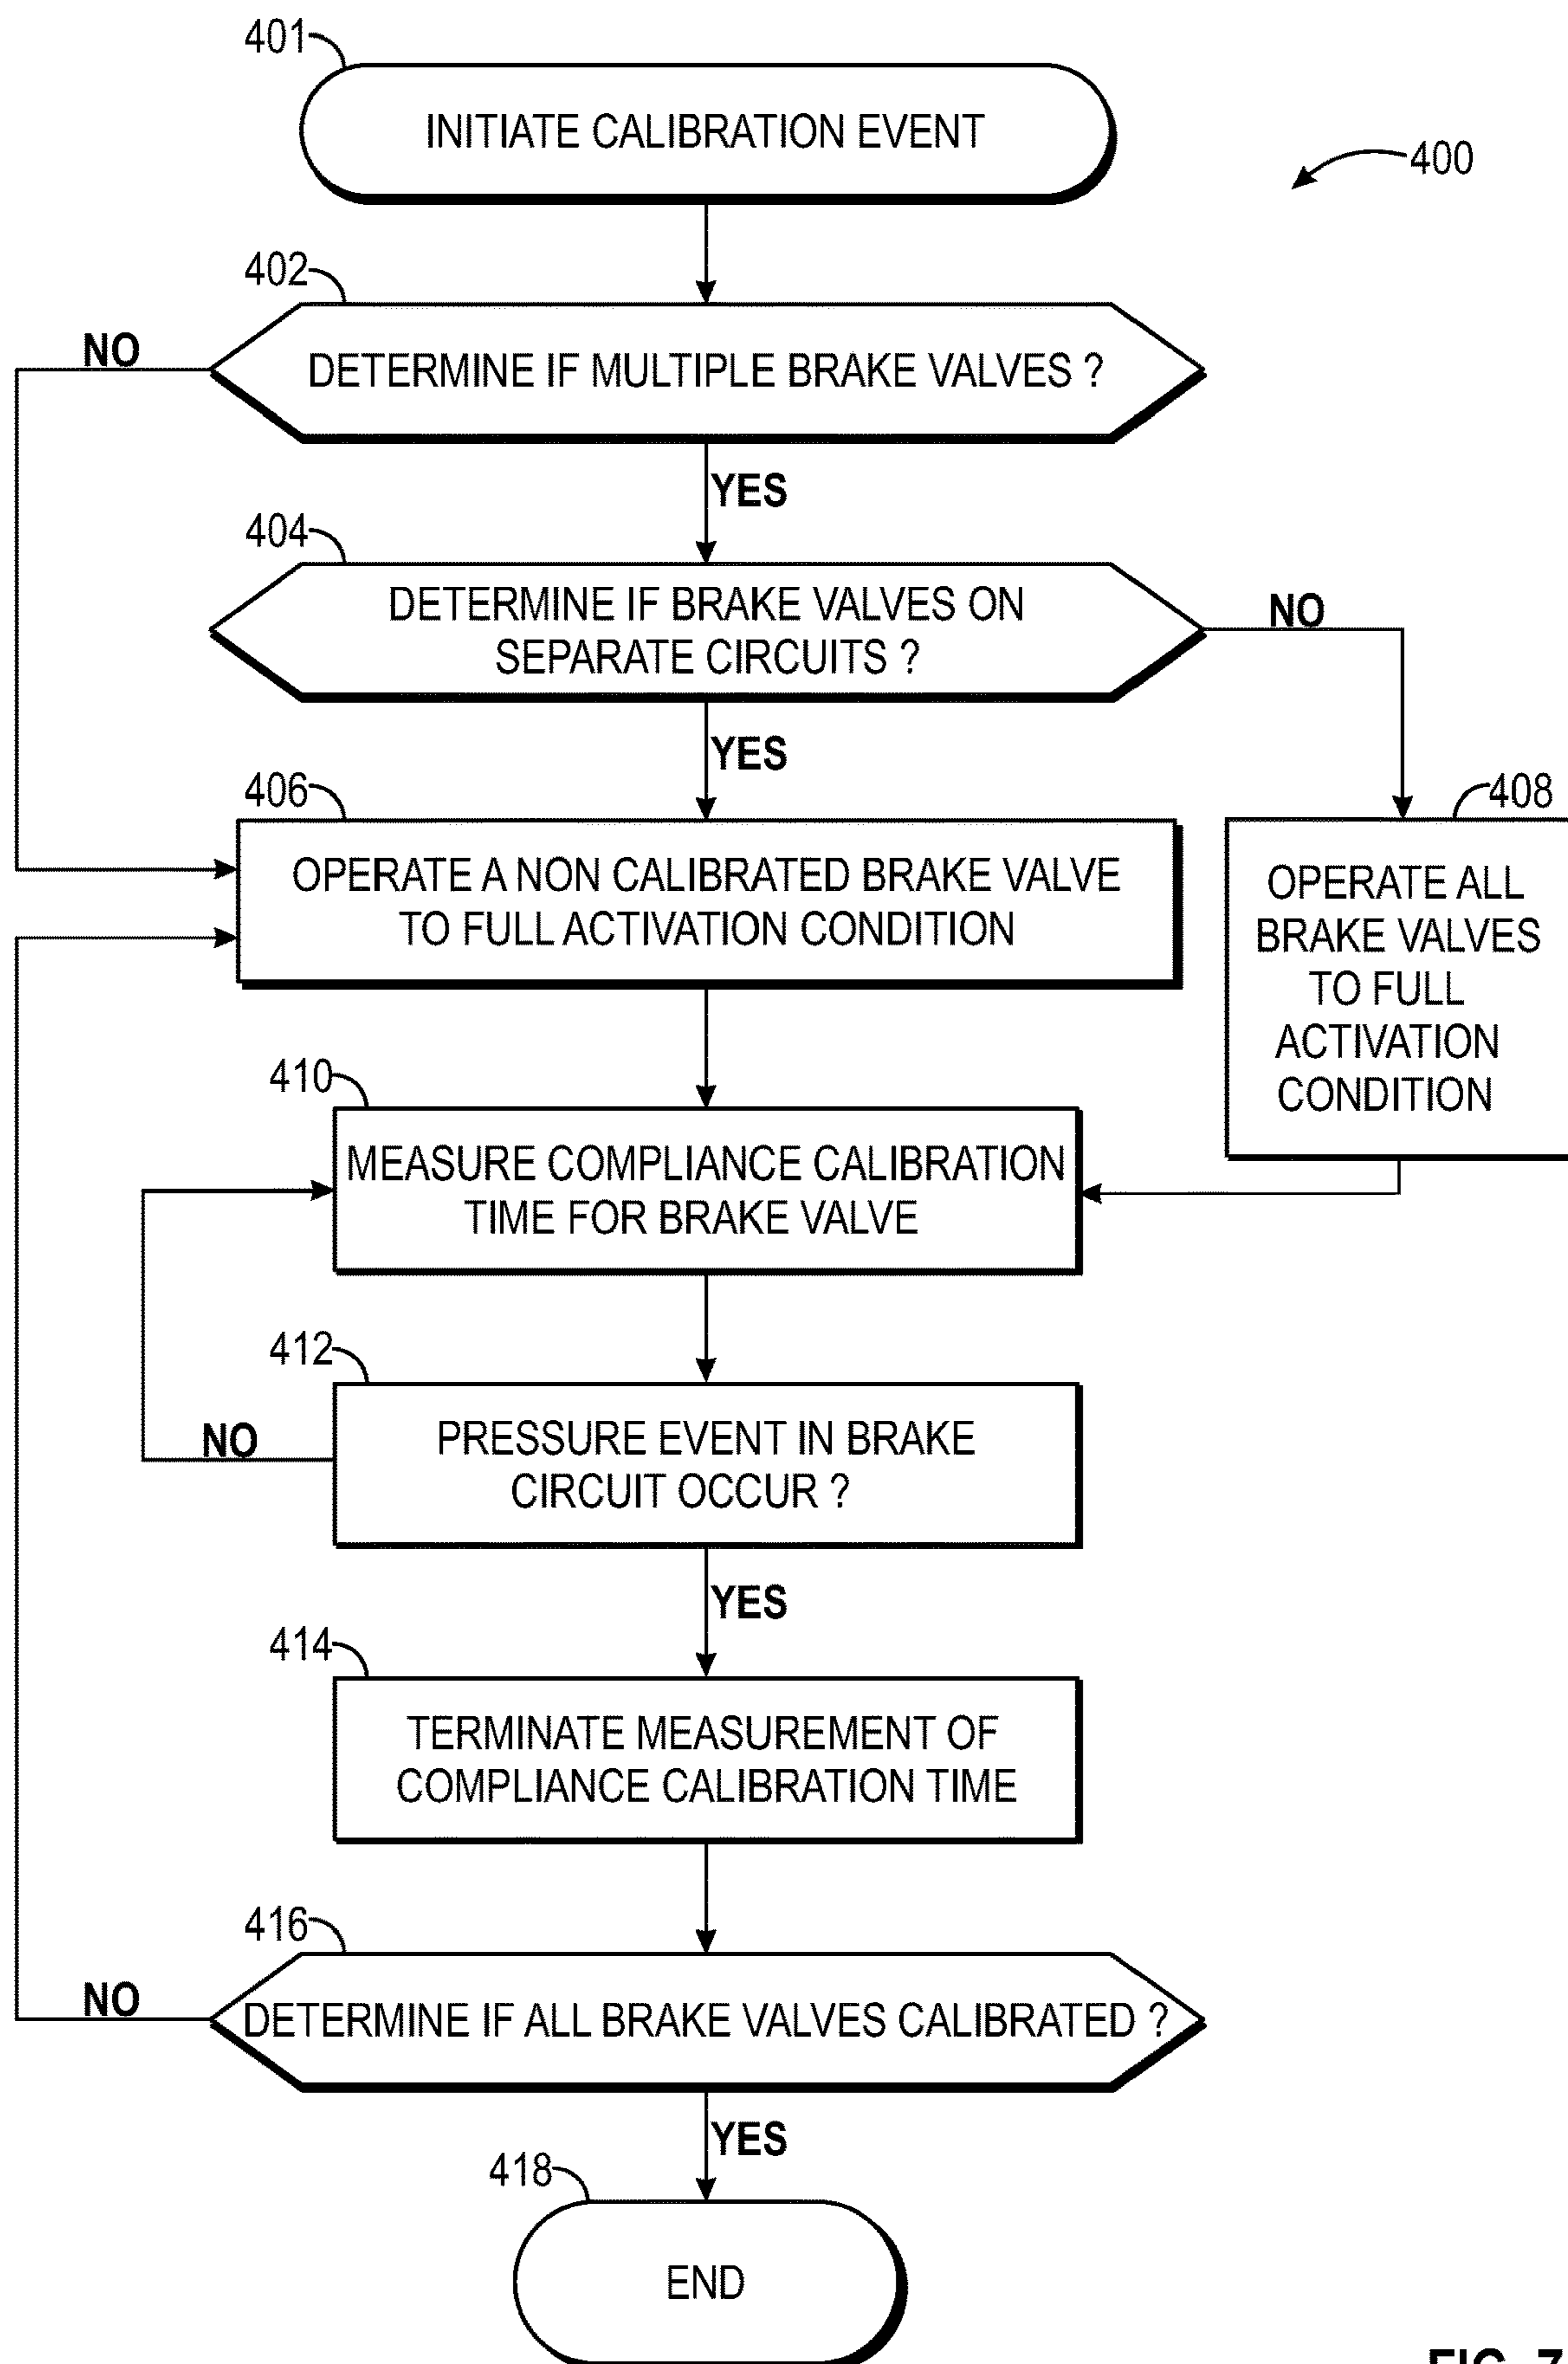 401
INITIATE CALIBRATION EVENT
400
402
NO
DETERMINE IF MULTIPLE BRAKE VALVES ?
YES
404
DETERMINE IF BRAKE VALVES ON
SEPARATE CIRCUITS ?
NO
YES
406
OPERATE A NON CALIBRATED BRAKE VALVE
TO FULL ACTIVATION CONDITION
408
OPERATE ALL
BRAKE VALVES
TO FULL
ACTIVATION
CONDITION
410
MEASURE COMPLIANCE CALIBRATION
TIME FOR BRAKE VALVE
412
NO
PRESSURE EVENT IN BRAKE
CIRCUIT OCCUR ?
YES
414
TERMINATE MEASUREMENT OF
COMPLIANCE CALIBRATION TIME
416
NO
DETERMINE IF ALL BRAKE VALVES CALIBRATED ?
YES
418
END
FIG. 7